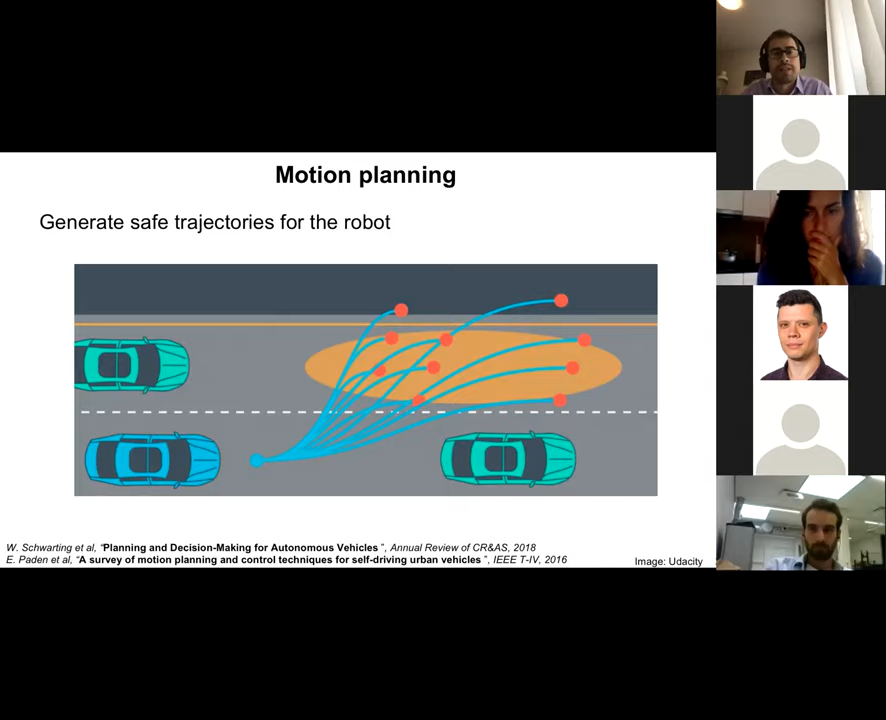 Motion planning
Generate safe trajectories for the robot
W. Schwarting et al, “Planning and Decision-Making for Autonomous Vehicles”, Annual Review of CR&AS, 2018
E. Paden et al, “A survey of motion planning and control techniques for self-driving urban vehicles”, IEEE T-IV, 2016
Image: Udacity